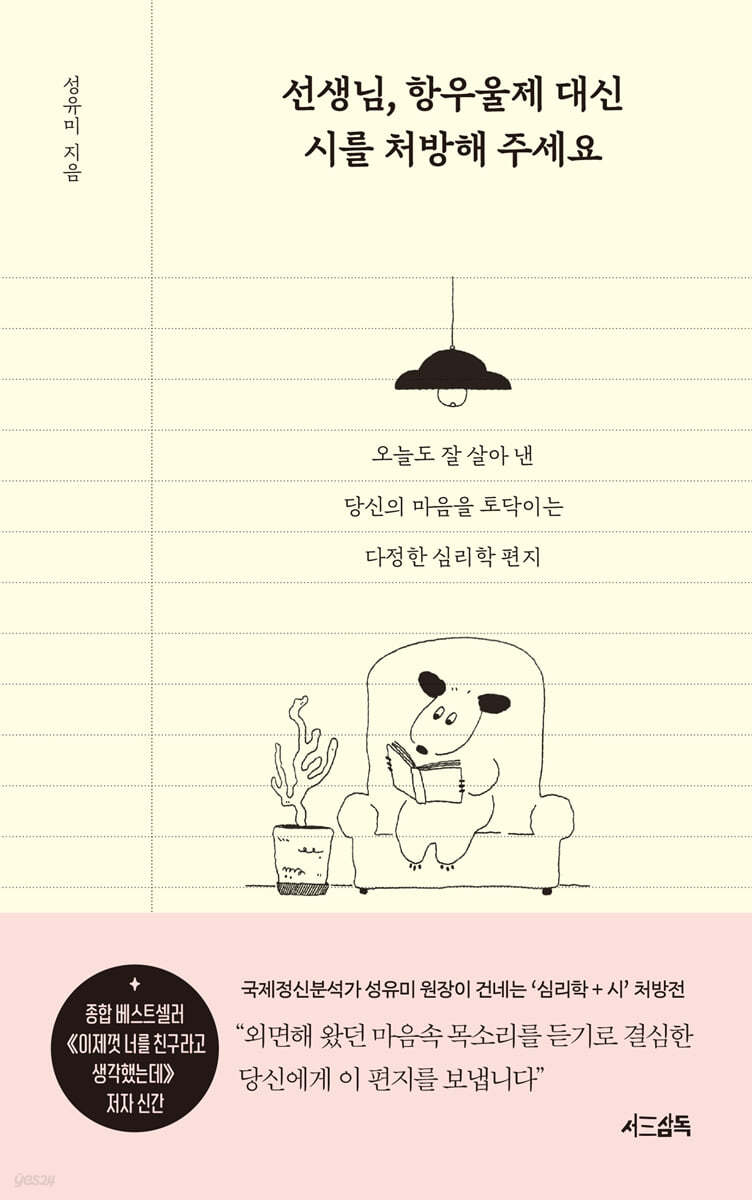 성유미 지음
선생님, 항우울제 대신
시를 처방해 주세요
오늘도 잘 살아 낸
당신의 마음을 토닥이는
다정한 심리학 편지
종합 베스트셀러
《이제껏 너를 친구라고
생각했는데》
저자 신간
국제정신분석가 성유미 원장이 건네는 ‘심리학 + 시’ 처방전
“외면해 왔던 마음속 목소리를 듣기로 결심한
당신에게 이 편지를 보냅니다”
서三삼독
yes24